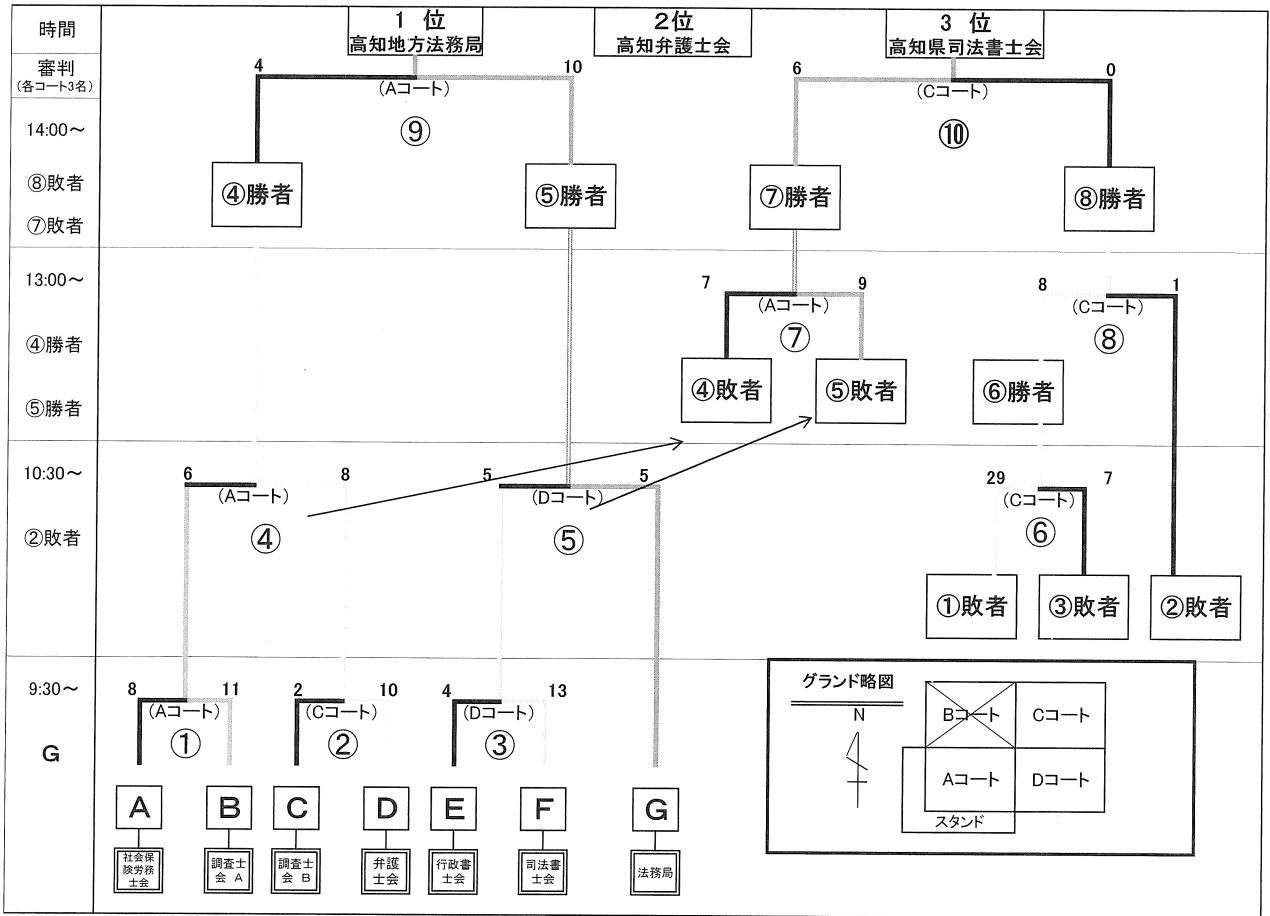 時間
1 位
高知地方法務局
2位
高知弁護士会
3 位
高知県司法書士会
審判
(各コート3名)
4
10
(Aコート)
⑨
6
0
(Cコート)
⑩
14:00～
⑧敗者
⑦敗者
④勝者
⑤勝者
⑦勝者
⑧勝者
13:00～
④勝者
⑤勝者
7
9
(Aコート)
⑦
8
1
(Cコート)
⑧
④敗者
⑤敗者
⑥勝者
10:30～
②敗者
6
8
(Aコート)
④
5
5
(Dコート)
⑤
29
7
(Cコート)
⑥
①敗者
③敗者
②敗者
9:30～
G
8
11
(Aコート)
①
2
10
(Cコート)
②
4
13
(Dコート)
③
A
B
C
D
E
F
G
社会保
険労務
士会
調査士
会 A
調査士
会 B
弁護
士会
行政書
士会
司法書
士会
法務局
グランド略図
N
Bコート
Cコート
Aコート
Dコート
スタンド